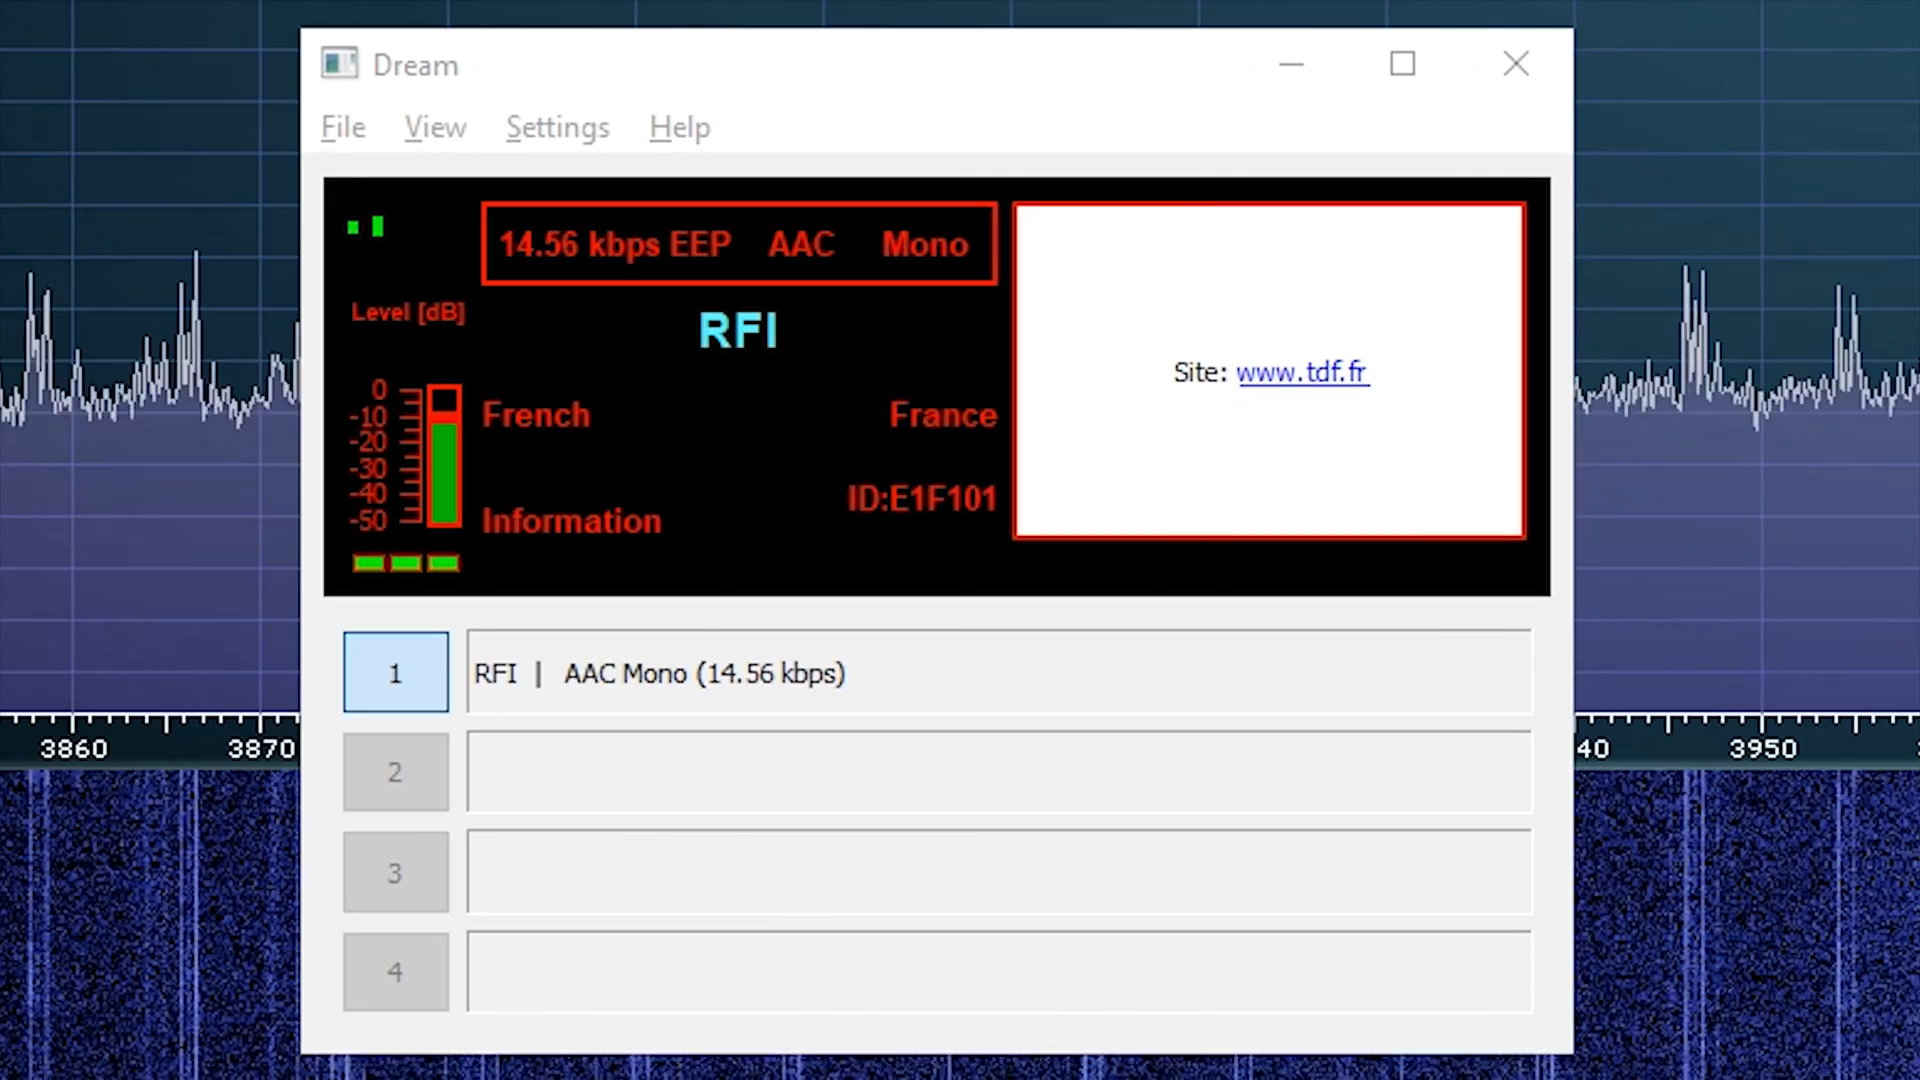 Dream
File View Settings Help
14.56 kbps EEP AAC Mono
Level [dB]
RFI
Site: www.tdf.fr
0
-10
-20
-30
-40
-50
French France
ID:E1F101
Information
1 RFI | AAC Mono (14.56 kbps)
3860 3870 40 3950
2
3
4